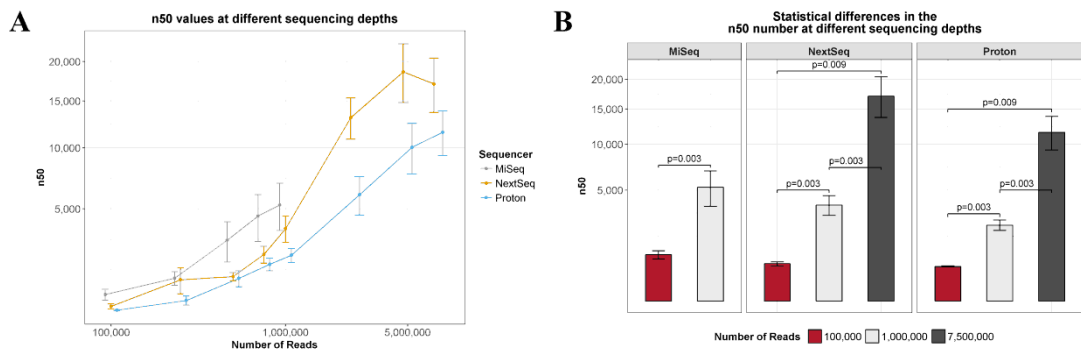 A
n50 values at different sequencing depths
20,000
10,000
5,000
n50
100,000
1,000,000
5,000,000
Number of Reads
Sequencer
MiSeq
NextSeq
Proton
B
Statistical differences in the
n50 number at different sequencing depths
MiSeq
NextSeq
Proton
20,000
15,000
10,000
5,000
n50
p=0.003
p=0.009
p=0.003
p=0.003
p=0.009
p=0.003
p=0.003
Number of Reads 100,000 1,000,000 7,500,000